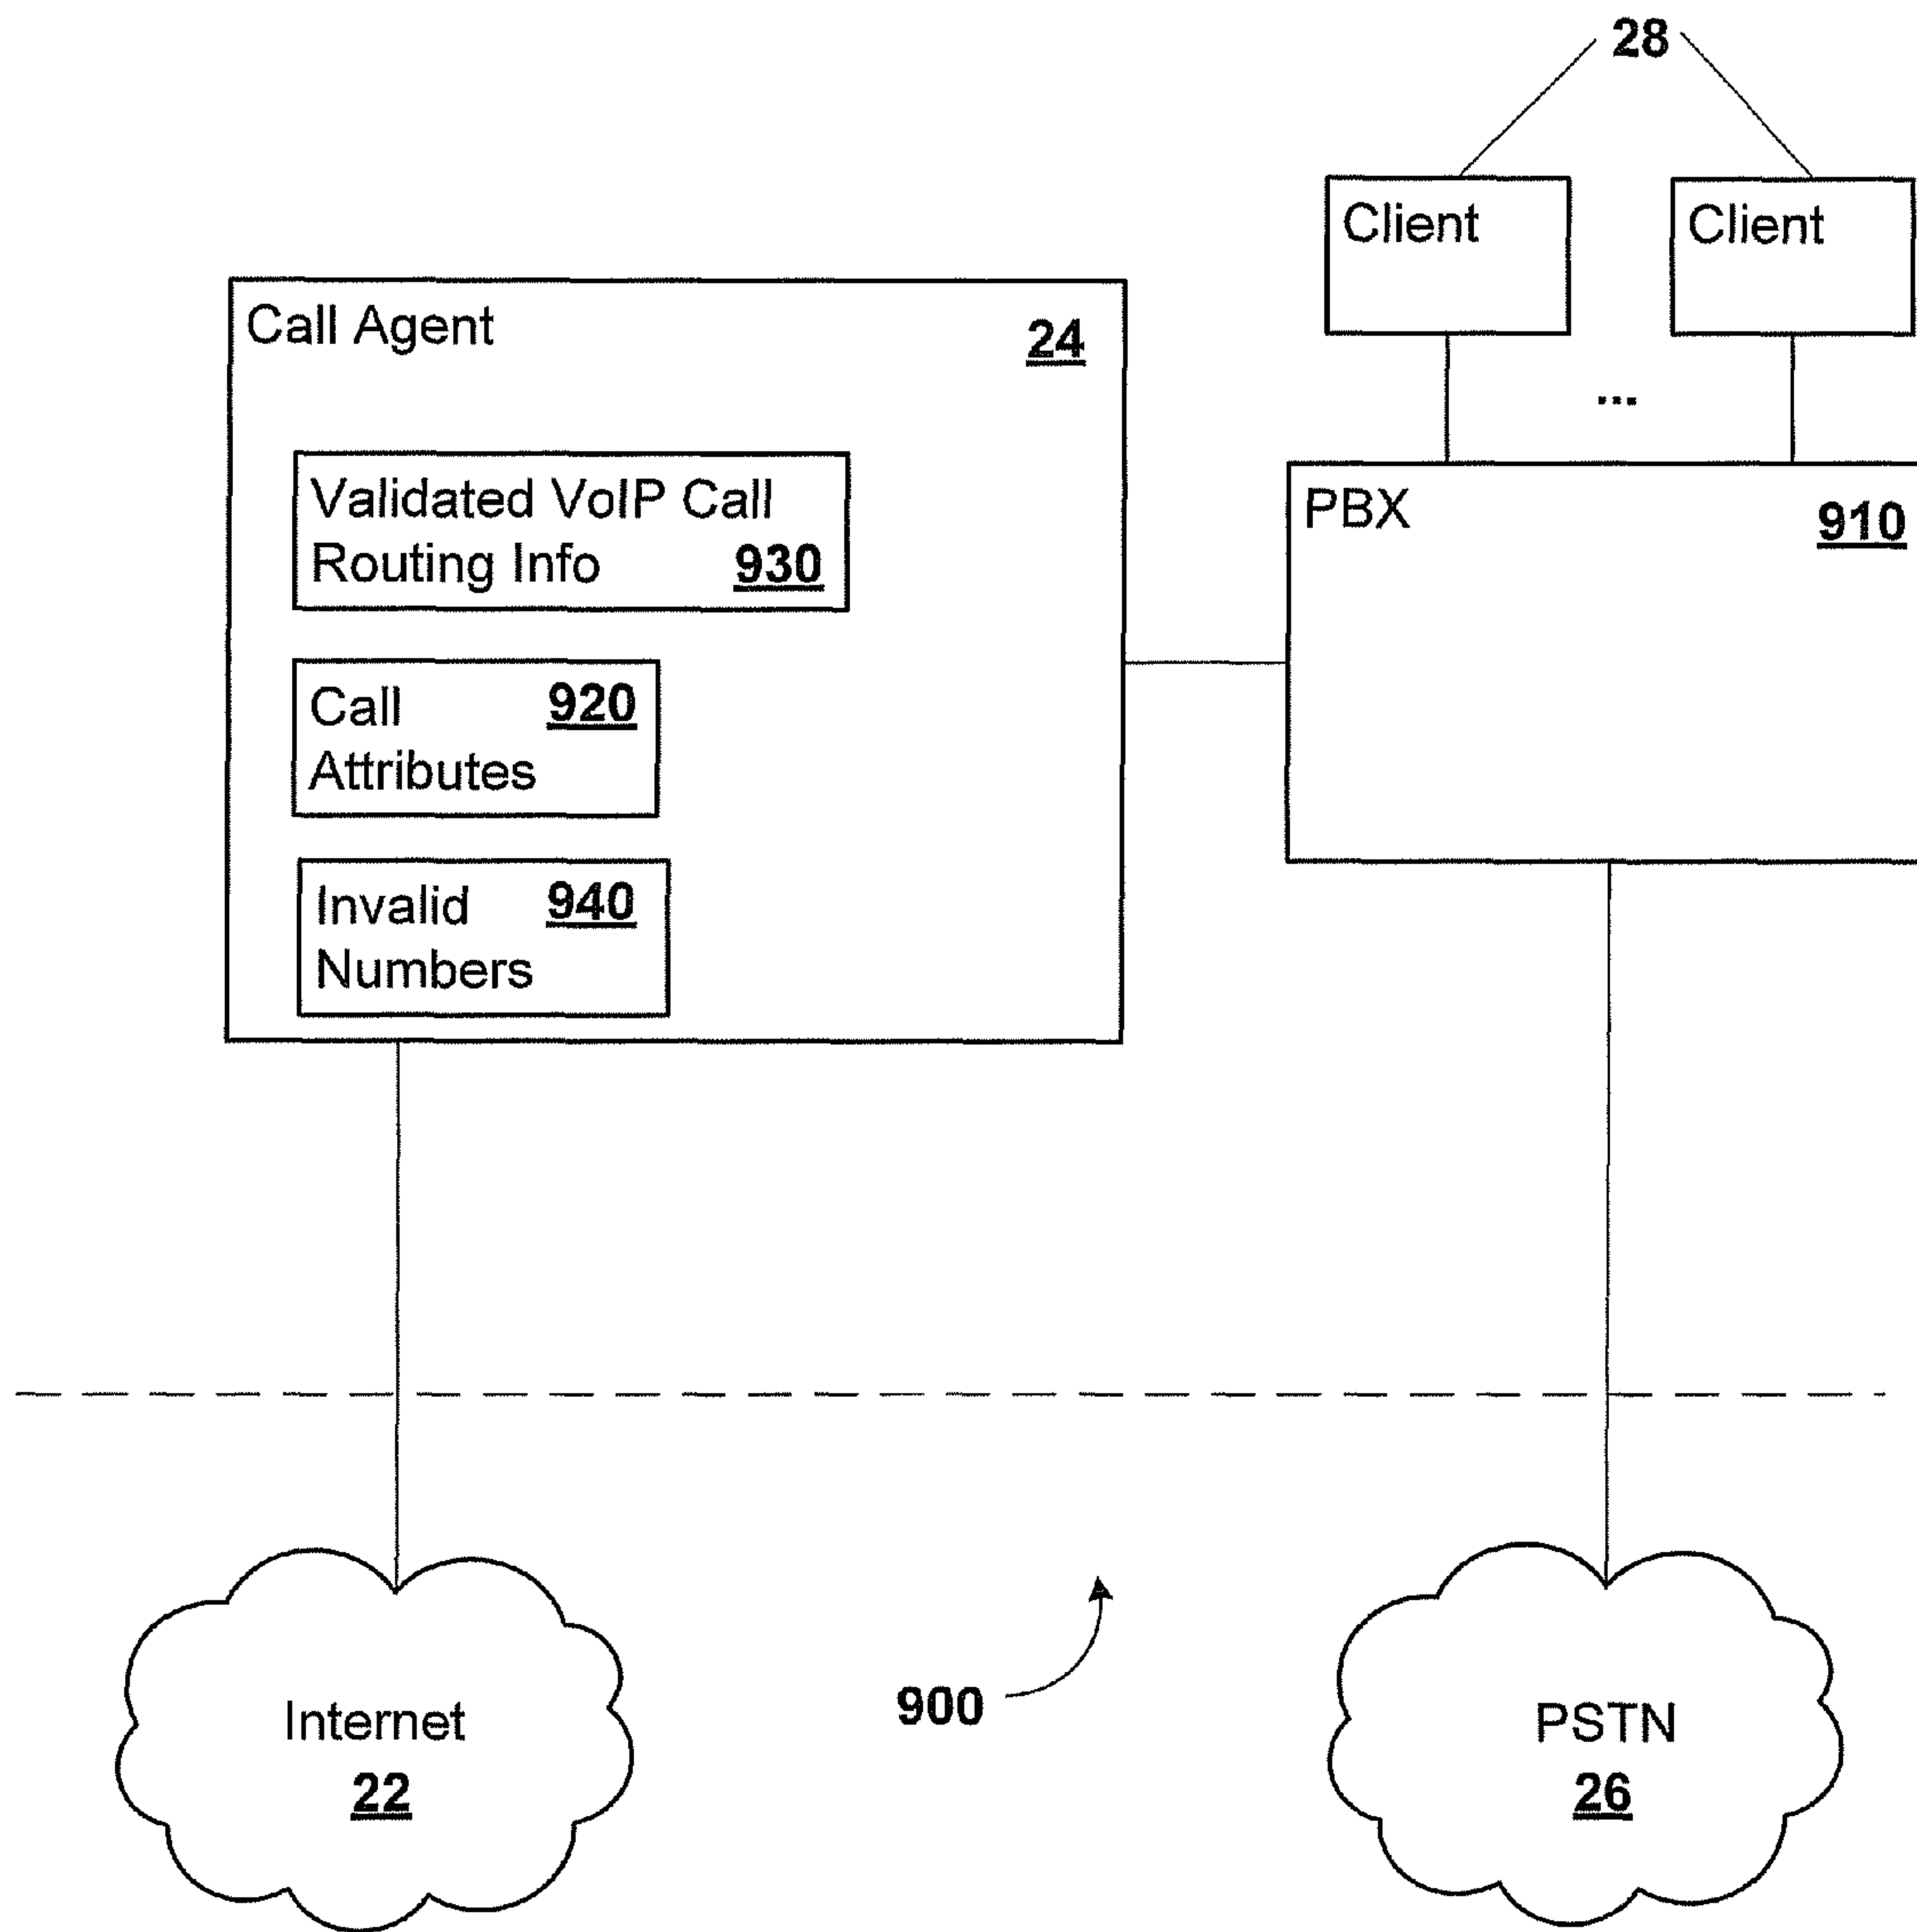 28
Client
Client
Call Agent 24
...
Validated VoIP Call
Routing Info 930
PBX 910
Call 920
Attributes
Invalid 940
Numbers
900
Internet
22
PSTN
26